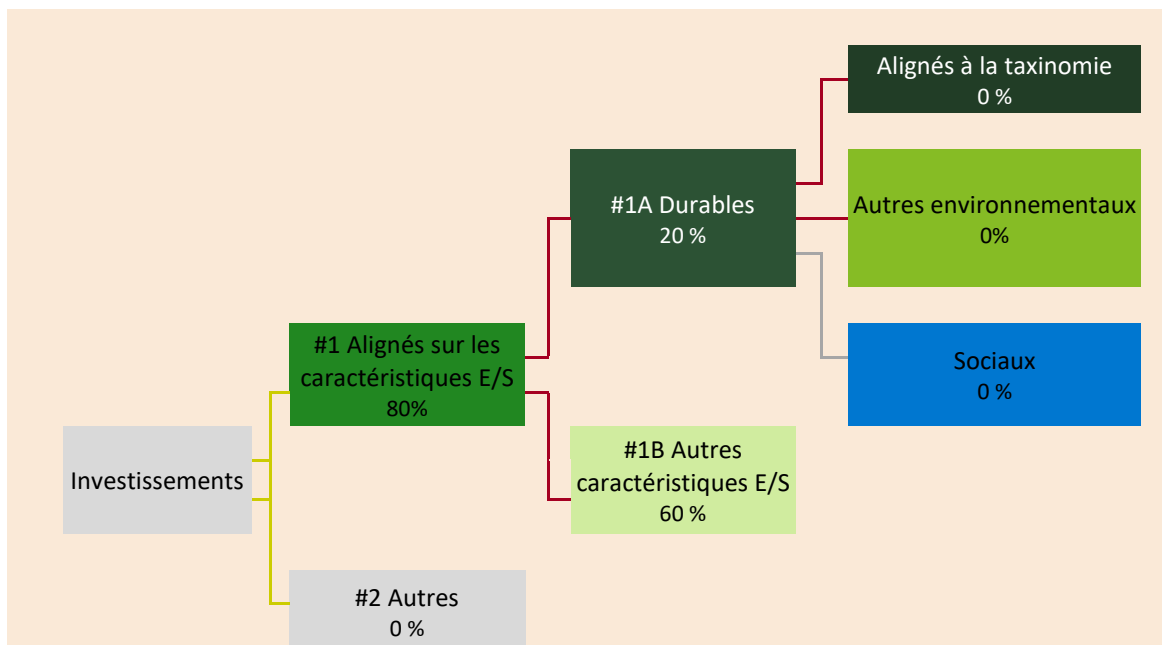 Alignés à la taxinomie
0 %
#1A Durables
20 %
Autres environnementaux
0%
#1 Alignés sur les
caractéristiques E/S
80%
Sociaux
0 %
Investissements
#1B Autres
caractéristiques E/S
60 %
#2 Autres
0 %